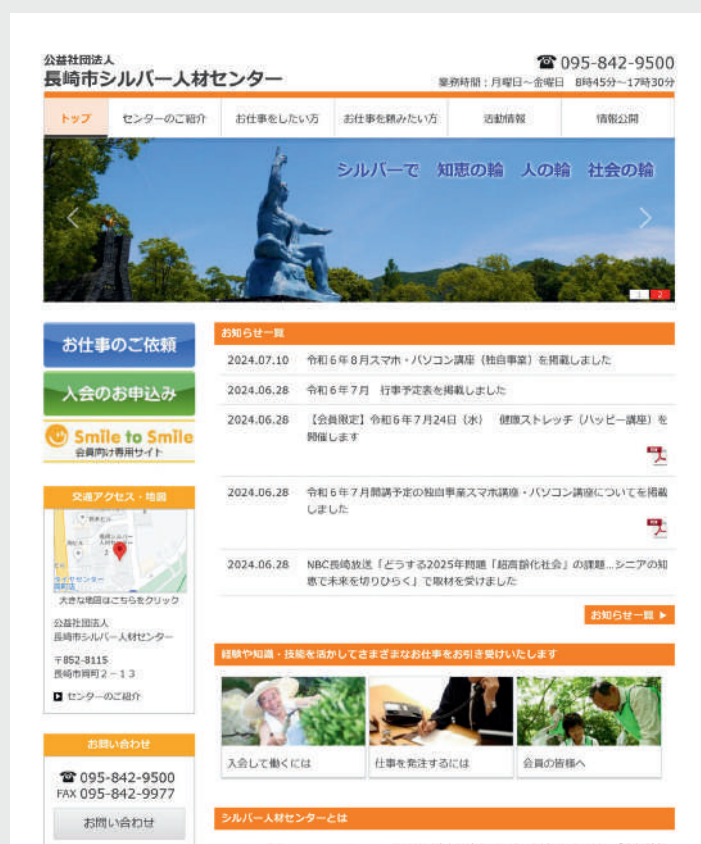 公益社団法人
長崎市シルバー人材センター
☎ 095-842-9500
業務時間：月曜日～金曜日　8時45分～17時30分
トップ
センターのご紹介
お仕事をしたい方
お仕事を頼みたい方
活動情報
情報公開
シルバーで　知恵の輪　人の輪　社会の輪
1 2
お仕事のご依頼
入会のお申込み
Smile to Smile
会員向け専用サイト
交通アクセス・地図
大きな地図はこちらをクリック
公益社団法人
長崎市シルバー人材センター
〒852-8115
長崎市岡町２－１３
センターのご紹介
お問い合わせ
☎ 095-842-9500
FAX 095-842-9977
お問い合わせ
お知らせ一覧
2024.07.10　令和６年８月スマホ・パソコン講座（独自事業）を掲載しました
2024.06.28　令和６年７月　行事予定表を掲載しました
2024.06.28　【会員限定】令和６年７月24日（水）　健康ストレッチ（ハッピー講座）を
開催します
2024.06.28　令和６年７月開講予定の独自事業スマホ講座・パソコン講座についてを掲載
しました
2024.06.28　NBC長崎放送「どうする2025年問題「超高齢化社会」の課題…シニアの知
恵で未来を切りひらく」で取材を受けました
お知らせ一覧 ▶
経験や知識・技能を活かしてさまざまなお仕事をお引き受けいたします
入会して働くには
仕事を発注するには
会員の皆様へ
シルバー人材センターとは